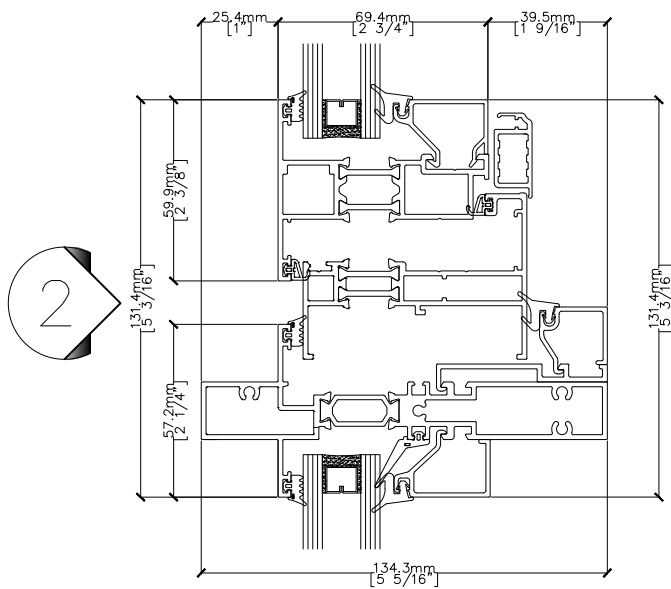 25.4mm
[1"]
69.4mm
[2 3/4"]
39.5mm
[1 9/16"]
59.9mm
[2 3/8"]
2
131.4mm
[5 3/16"]
131.4mm
[5 3/16"]
57.2mm
[2 1/4"]
134.3mm
[5 5/16"]